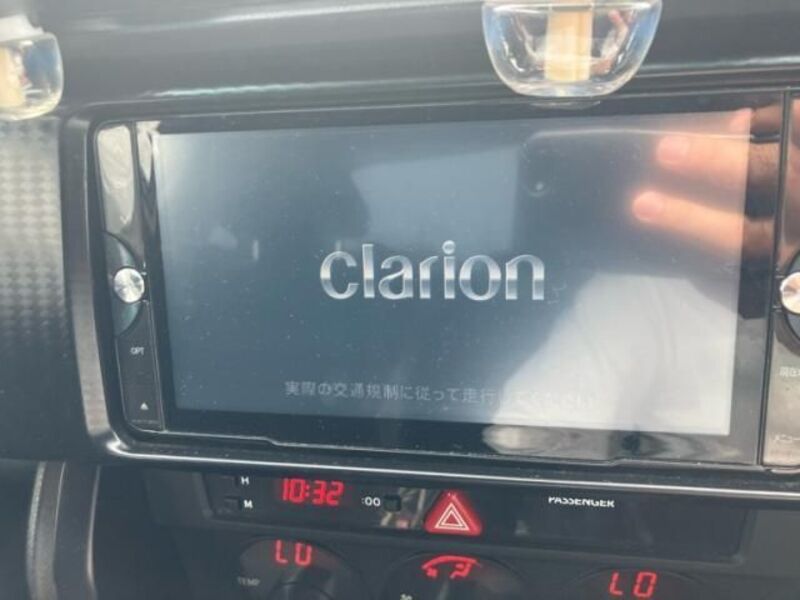 clarion
OPT
実際の交通規制に従って走行してください
H
10:32
:00
M
PASSENGER
LO
TEMP
LO